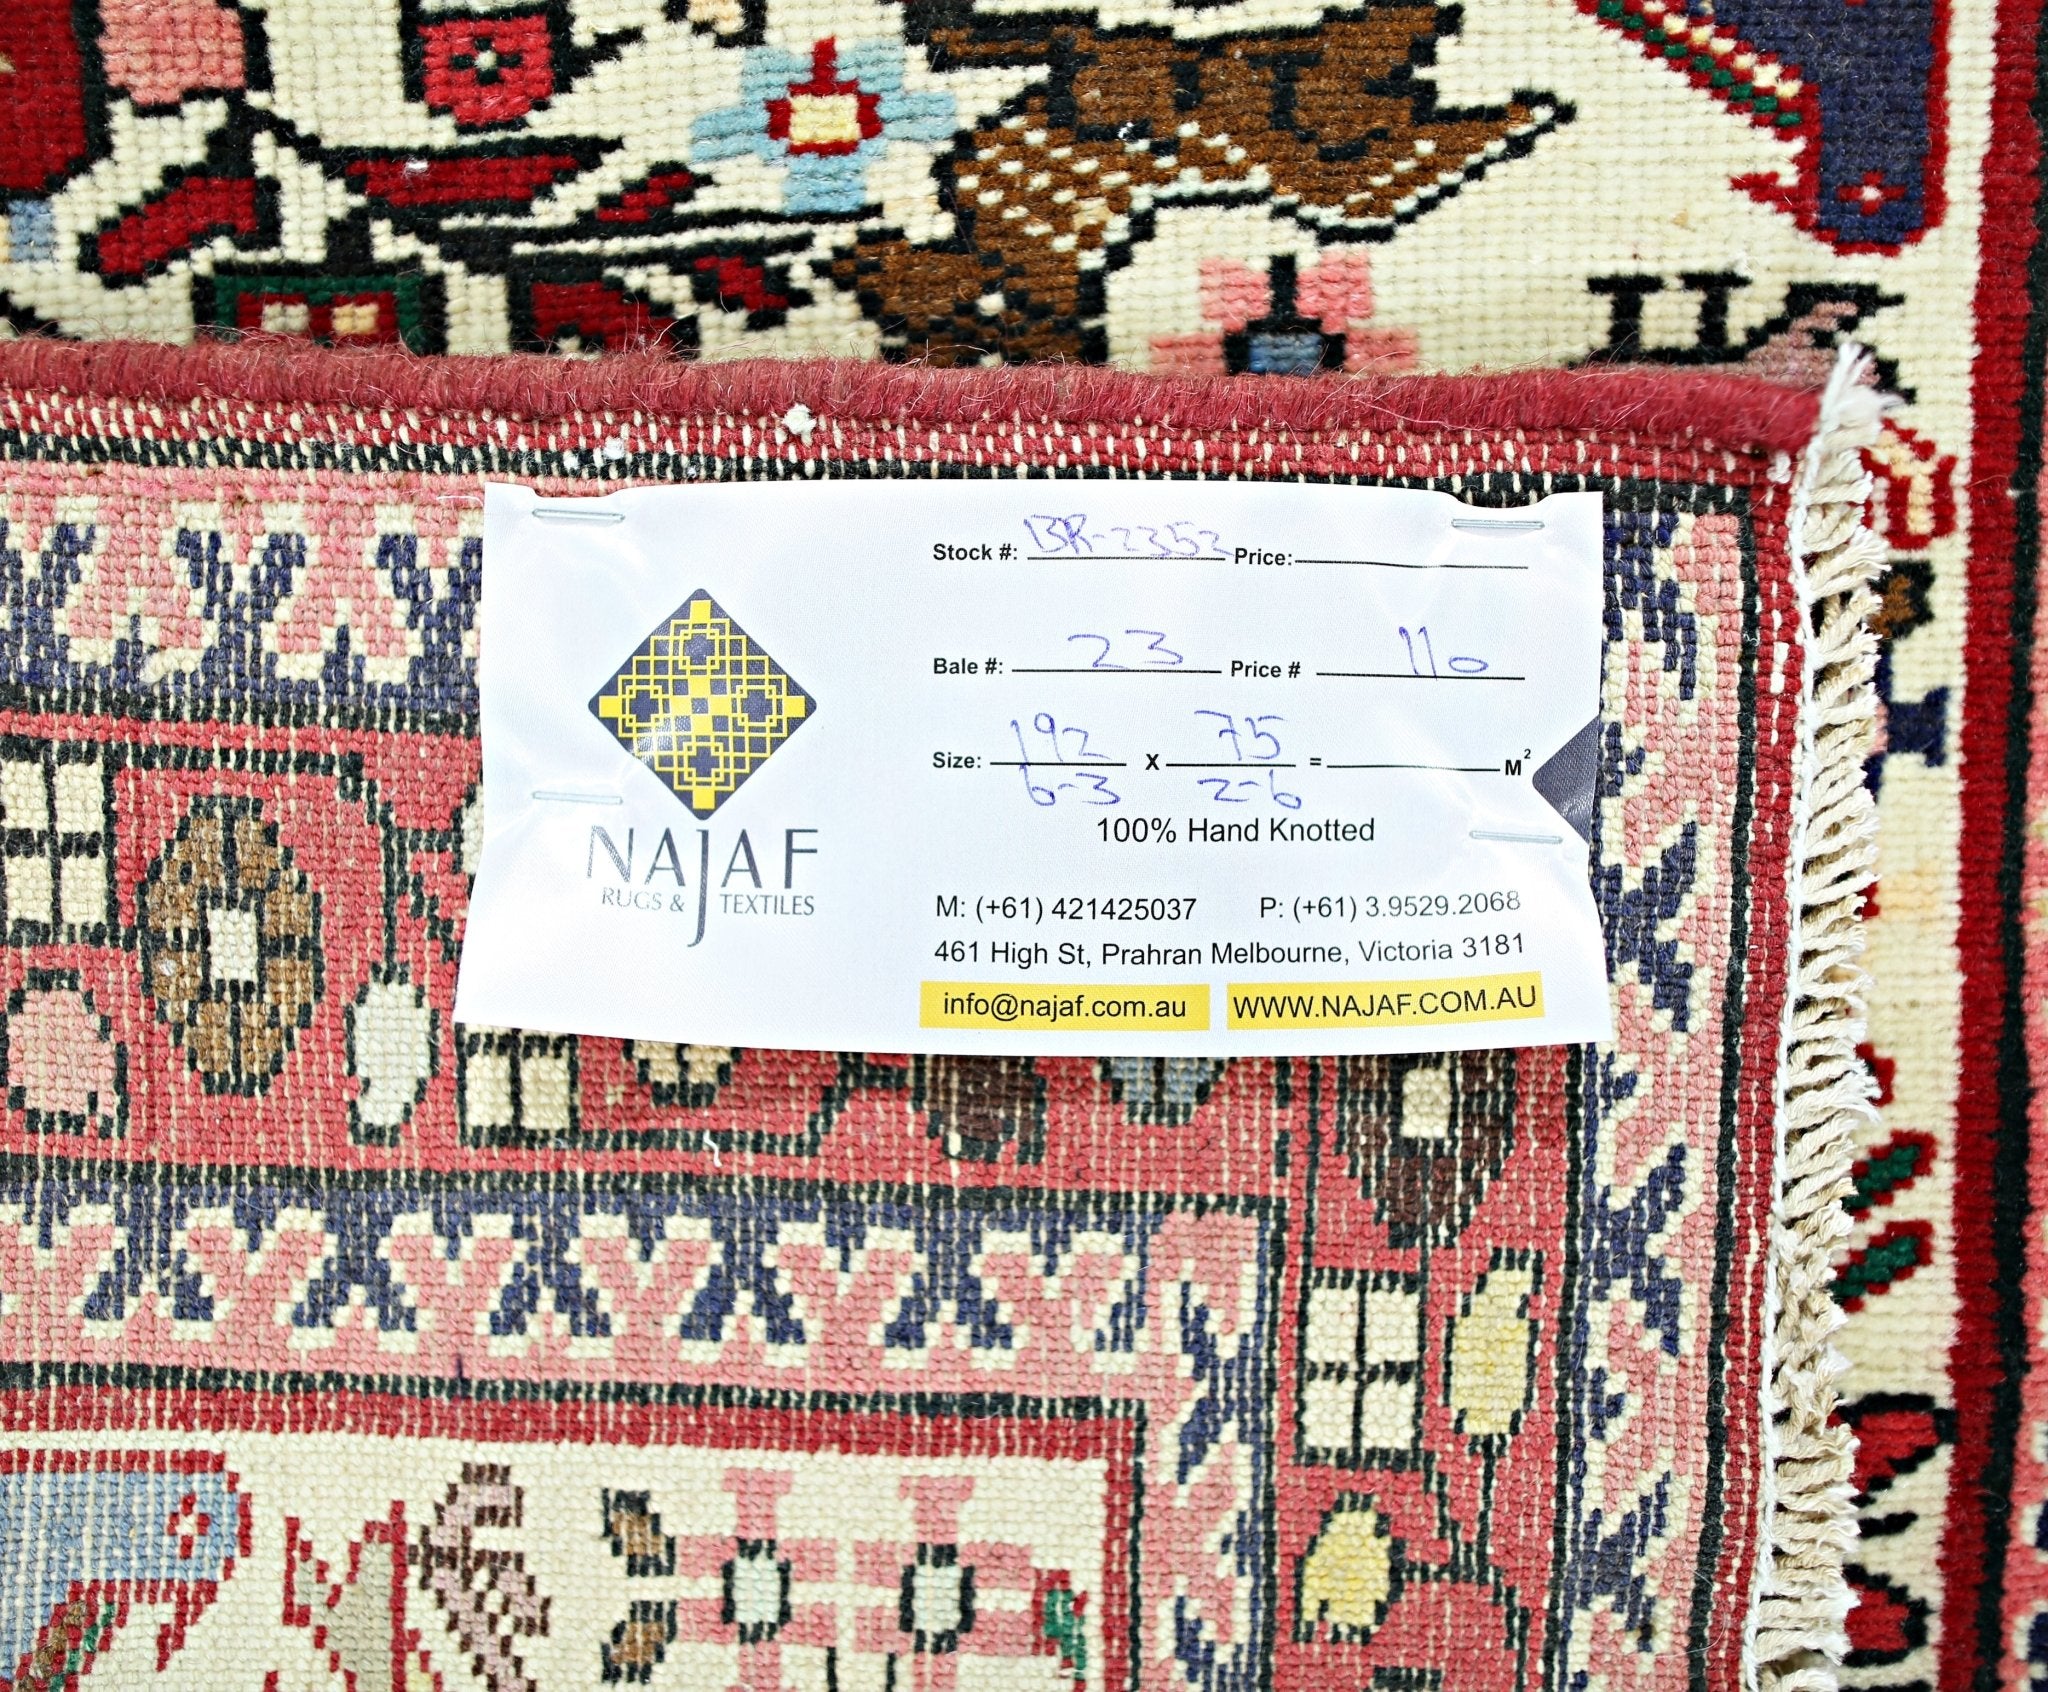 Stock #: BR-2352 Price:
Bale #: 23 Price # 110
Size: 192 X 75 = M²
6-3 2-6
100% Hand Knotted
NAJAF
RUGS & TEXTILES
M: (+61) 421425037 P: (+61) 3.9529.2068
461 High St, Prahran Melbourne, Victoria 3181
info@najaf.com.au WWW.NAJAF.COM.AU